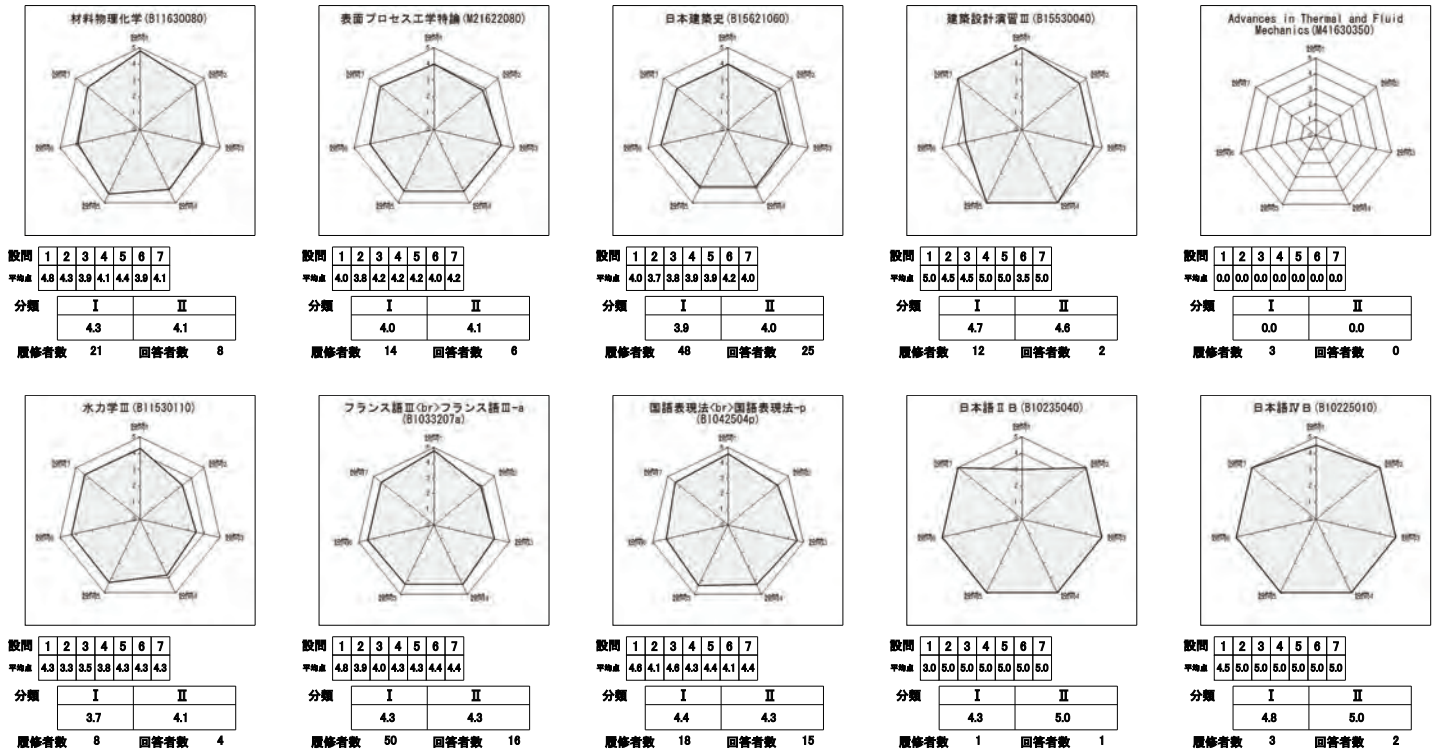 材料物理化学(B11630080)
設問 1 2 3 4 5 6 7
平均点 4.8 4.3 3.9 4.1 4.4 3.9 4.1
分類 Ⅰ Ⅱ
4.3 4.1
履修者数 21 回答者数 8
表面プロセス工学特論(M21622080)
設問 1 2 3 4 5 6 7
平均点 4.0 3.8 4.2 4.2 4.2 4.0 4.2
分類 Ⅰ Ⅱ
4.0 4.1
履修者数 14 回答者数 6
日本建築史(B15621060)
設問 1 2 3 4 5 6 7
平均点 4.0 3.7 3.8 3.9 3.9 4.2 4.0
分類 Ⅰ Ⅱ
3.9 4.0
履修者数 48 回答者数 25
建築設計演習Ⅲ(B15530040)
設問 1 2 3 4 5 6 7
平均点 5.0 4.5 4.5 5.0 5.0 3.5 5.0
分類 Ⅰ Ⅱ
4.7 4.6
履修者数 12 回答者数 2
Advances in Thermal and Fluid
Mechanics(M41630350)
設問 1 2 3 4 5 6 7
平均点 0.0 0.0 0.0 0.0 0.0 0.0 0.0
分類 Ⅰ Ⅱ
0.0 0.0
履修者数 3 回答者数 0
水力学Ⅱ(B11530110)
設問 1 2 3 4 5 6 7
平均点 4.3 3.3 3.5 3.8 4.3 4.3 4.3
分類 Ⅰ Ⅱ
3.7 4.1
履修者数 8 回答者数 4
フランス語Ⅲ<br>フランス語Ⅲ-a
(B1033207a)
設問 1 2 3 4 5 6 7
平均点 4.8 3.9 4.0 4.3 4.3 4.4 4.4
分類 Ⅰ Ⅱ
4.3 4.3
履修者数 50 回答者数 16
国語表現法<br>国語表現法-p
(B1042504p)
設問 1 2 3 4 5 6 7
平均点 4.6 4.1 4.6 4.3 4.4 4.1 4.4
分類 Ⅰ Ⅱ
4.4 4.3
履修者数 18 回答者数 15
日本語ⅡB(B10235040)
設問 1 2 3 4 5 6 7
平均点 3.0 5.0 5.0 5.0 5.0 5.0 5.0
分類 Ⅰ Ⅱ
4.3 5.0
履修者数 1 回答者数 1
日本語ⅣB(B10225010)
設問 1 2 3 4 5 6 7
平均点 4.5 5.0 5.0 5.0 5.0 5.0 5.0
分類 Ⅰ Ⅱ
4.8 5.0
履修者数 3 回答者数 2